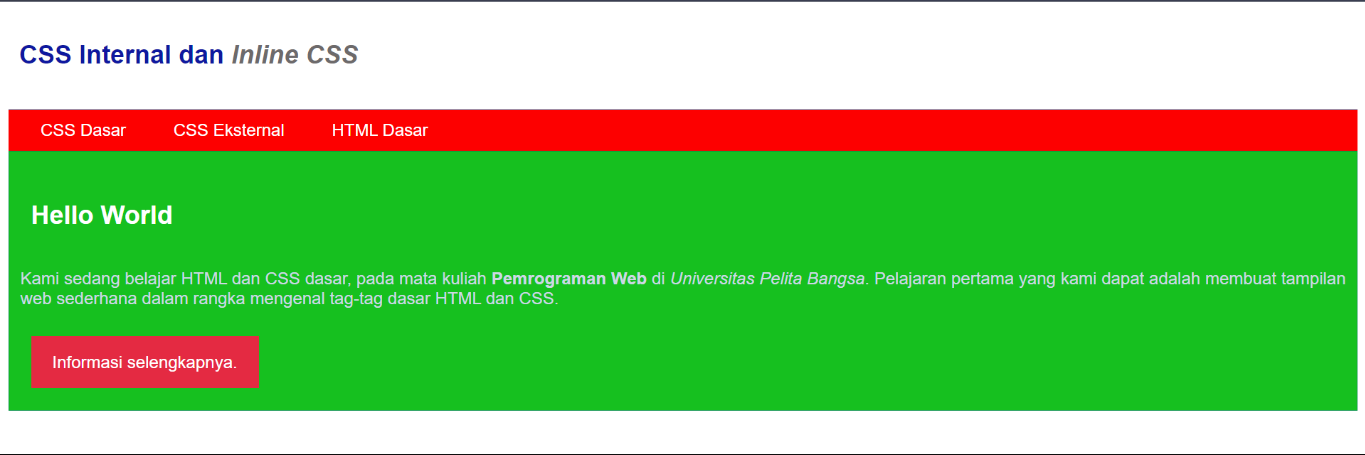 CSS Internal dan Inline CSS
CSS Dasar CSS Eksternal HTML Dasar
Hello World
Kami sedang belajar HTML dan CSS dasar, pada mata kuliah Pemrograman Web di Universitas Pelita Bangsa. Pelajaran pertama yang kami dapat adalah membuat tampilan
web sederhana dalam rangka mengenal tag-tag dasar HTML dan CSS.
Informasi selengkapnya.